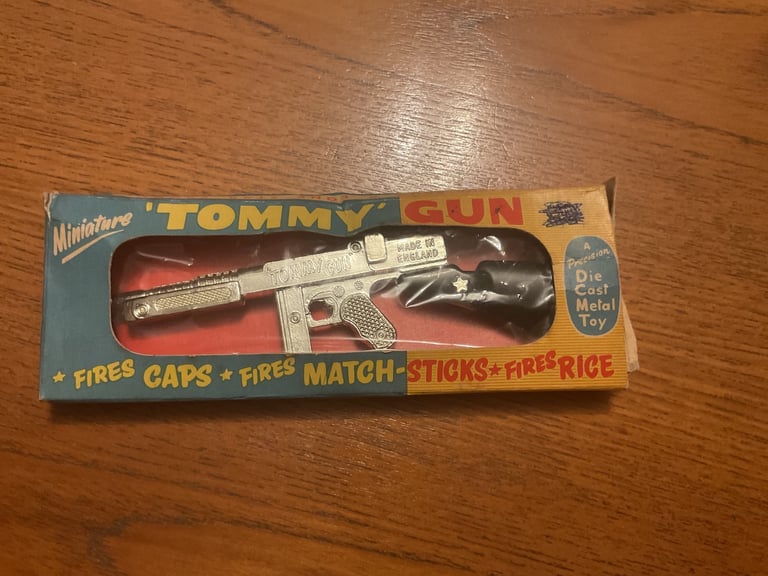 Miniature 'TOMMY' GUN
TOMMY GUN
MADE IN
ENGLAND
A
Precision
Die
Cast
Metal
Toy
★ FIRES CAPS ★ FIRES MATCH-STICKS ★ FIRES RICE